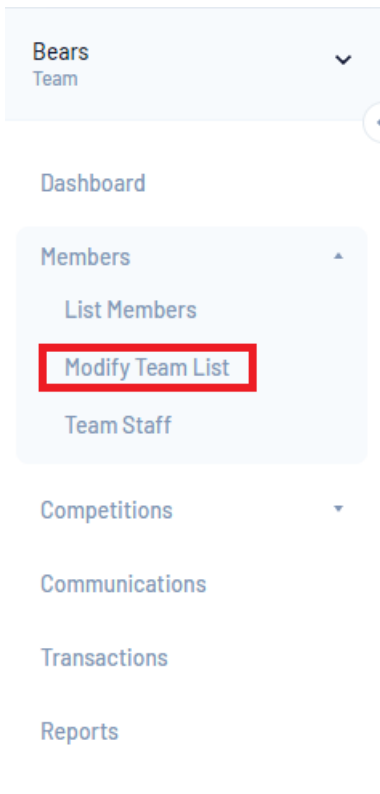 Bears
Team
Dashboard
Members
List Members
Modify Team List
Team Staff
Competitions
Communications
Transactions
Reports